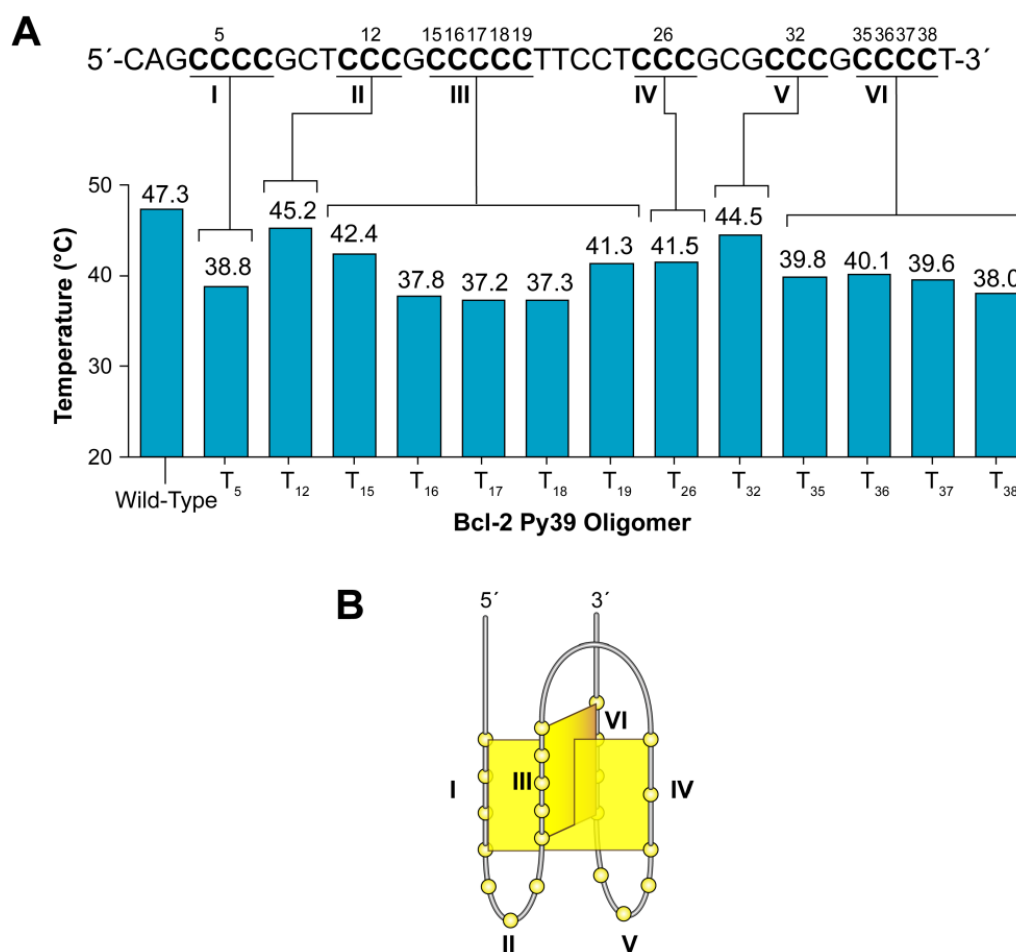 A
5 12 15 16 17 18 19 26 32 35 36 37 38
5´-CAGCCCCGCTCCCGCCCCCTTCCTCCCGCGCCCGCCCCT-3´
I II III IV V VI
50
47.3 38.8 45.2 42.4 37.8 37.2 37.3 41.3 41.5 44.5 39.8 40.1 39.6 38.0
40
30
20
Temperature (°C)
Wild-Type T5 T12 T15 T16 T17 T18 T19 T26 T32 T35 T36 T37 T38
Bcl-2 Py39 Oligomer
B
5´ 3´
VI
I III IV
II V